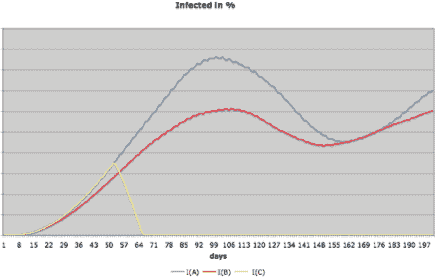 Infected in %
1 8 15 22 29 36 43 50 57 64 71 78 85 92 99 106 113 120 127 134 141 148 155 162 169 176 183 190 197
days
I(A) I(B) I(C)